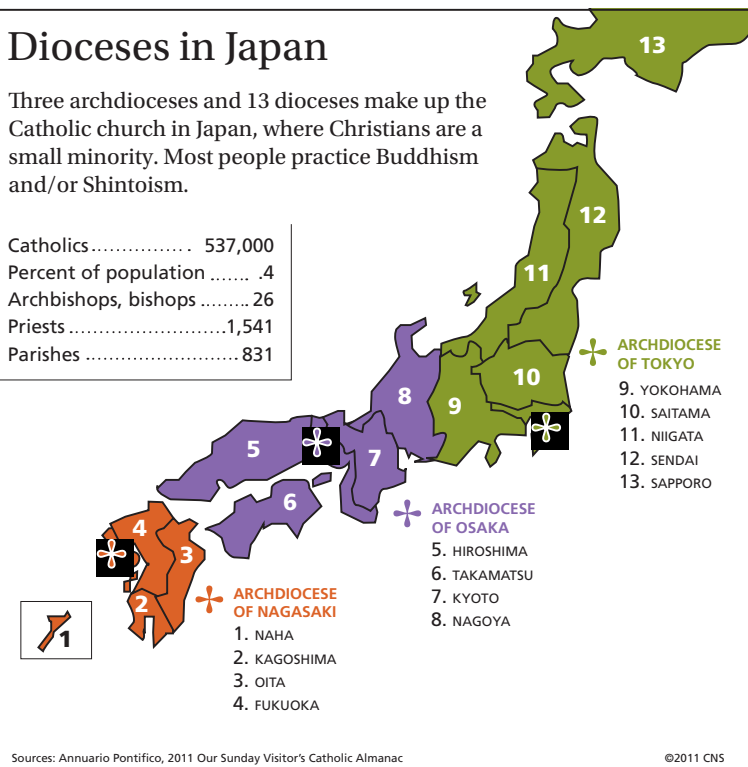 Dioceses in Japan
Three archdioceses and 13 dioceses make up the
Catholic church in Japan, where Christians are a
small minority. Most people practice Buddhism
and/or Shintoism.
Catholics ............... 537,000
Percent of population ...... .4
Archbishops, bishops ........ 26
Priests ..........................1,541
Parishes .......................... 831
13
12
11
10
9
8
7
5
6
4
3
2
1
ARCHDIOCESE
OF TOKYO
9. YOKOHAMA
10. SAITAMA
11. NIIGATA
12. SENDAI
13. SAPPORO
ARCHDIOCESE
OF OSAKA
5. HIROSHIMA
6. TAKAMATSU
7. KYOTO
8. NAGOYA
ARCHDIOCESE
OF NAGASAKI
1. NAHA
2. KAGOSHIMA
3. OITA
4. FUKUOKA
Sources: Annuario Pontifico, 2011 Our Sunday Visitor's Catholic Almanac
©2011 CNS